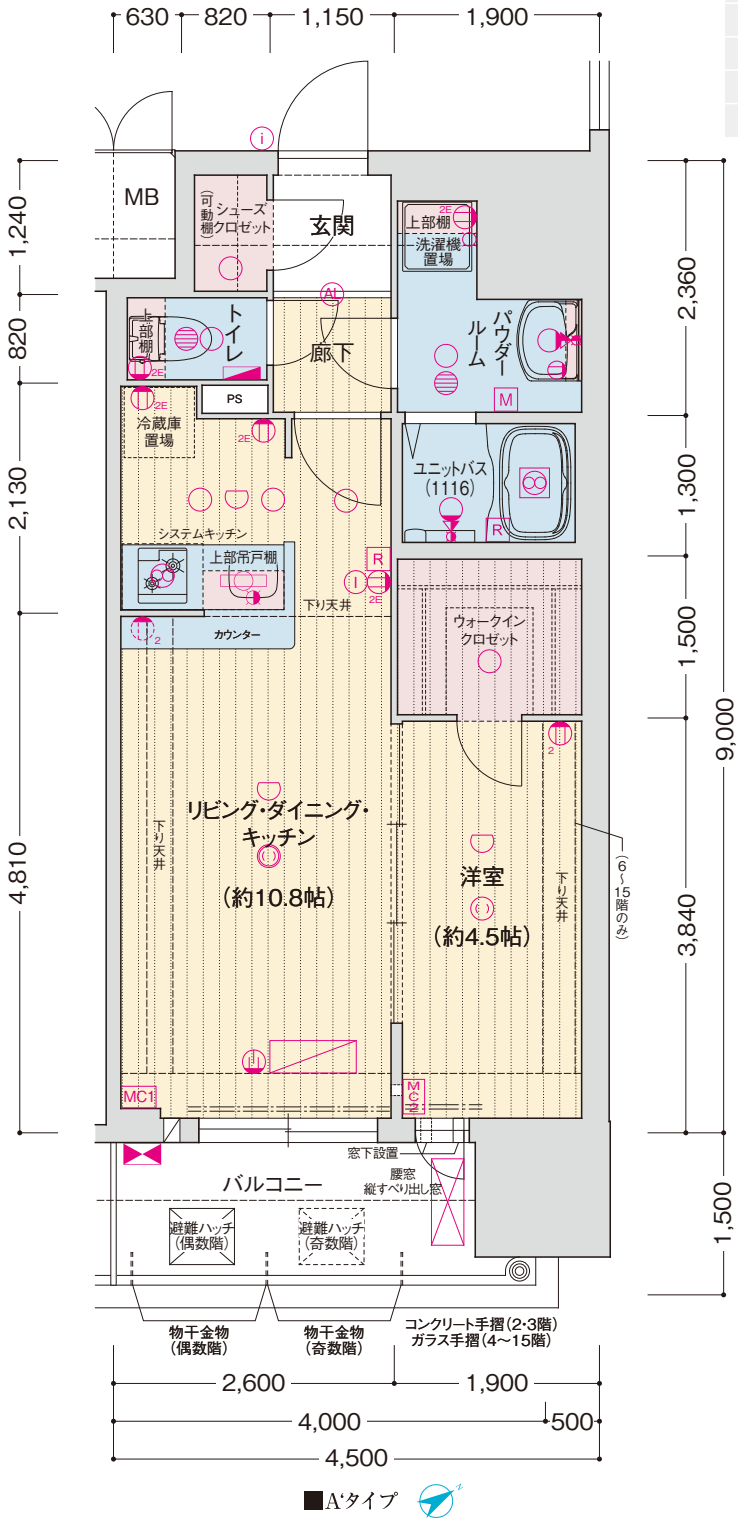 630 820 1,150 1,900
i
MB
シューズ
クロゼット
(可動棚)
玄関
上部棚
2E
洗濯機
置場
1,240
820
2,130
4,810
2,360
1,300
1,500
3,840
9,000
1,500
AL
上部棚
トイレ
2E
廊下
パウダー
ルーム
M
PS
2E
冷蔵庫
置場
2E
ユニットバス
(1116)
R
システムキッチン
上部吊戸棚
R
I
2E
下り天井
カウンター
2
ウォークイン
クロゼット
2
リビング・ダイニング・
キッチン
(約10.8帖)
下り天井
洋室
(約4.5帖)
下り天井
(6〜15階のみ)
MC1
MC2
窓下設置
バルコニー
腰窓
縦すべり出し窓
避難ハッチ
(偶数階)
避難ハッチ
(奇数階)
物干金物
(偶数階)
物干金物
(奇数階)
コンクリート手摺(2・3階)
ガラス手摺(4〜15階)
2,600 1,900
4,000 500
4,500
■A'タイプ
N